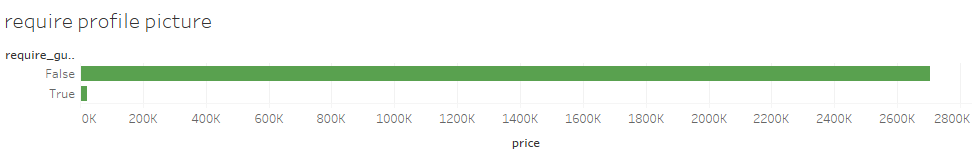 require profile picture
require_gu..
False
True
0K 200K 400K 600K 800K 1000K 1200K 1400K 1600K 1800K 2000K 2200K 2400K 2600K 2800K
price